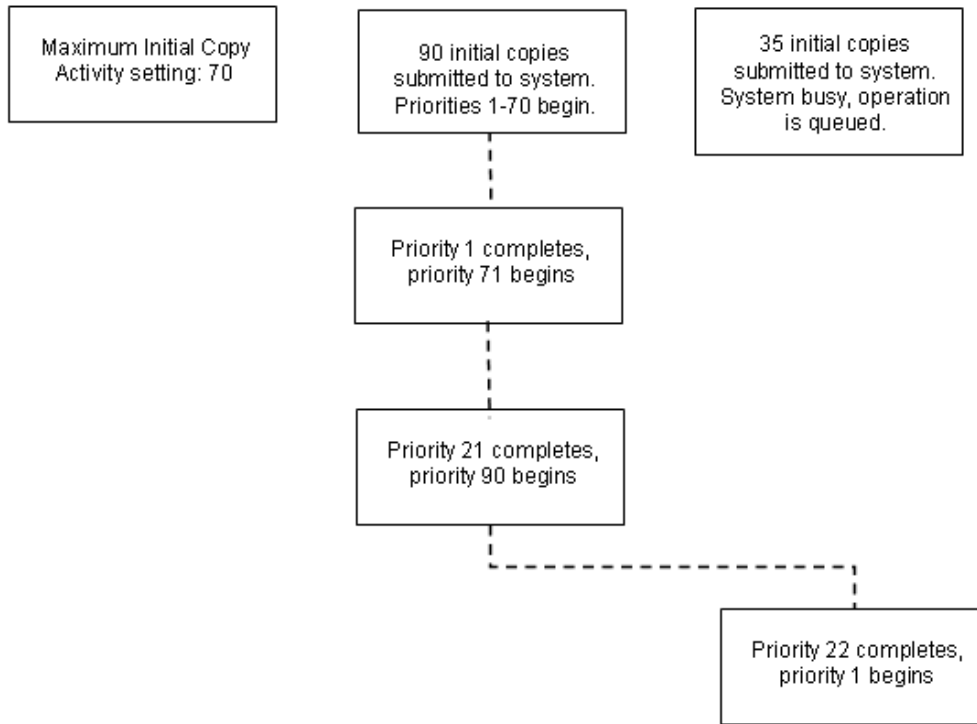 Maximum Initial Copy
Activity setting: 70
90 initial copies
submitted to system.
Priorities 1-70 begin.
35 initial copies
submitted to system.
System busy, operation
is queued.
Priority 1 completes,
priority 71 begins
Priority 21 completes,
priority 90 begins
Priority 22 completes,
priority 1 begins